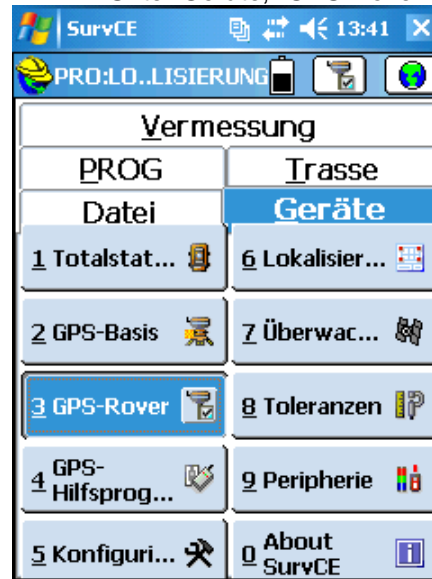 SurvCE 13:41
PRO:LO..LISIERUNG
Vermessung
PROG Trasse
Datei Geräte
1 Totalstat... 6 Lokalisier...
2 GPS-Basis 7 Überwac...
3 GPS-Rover 8 Toleranzen
4 GPS-Hilfsprog... 9 Peripherie
5 Konfiguri... 0 About SurvCE